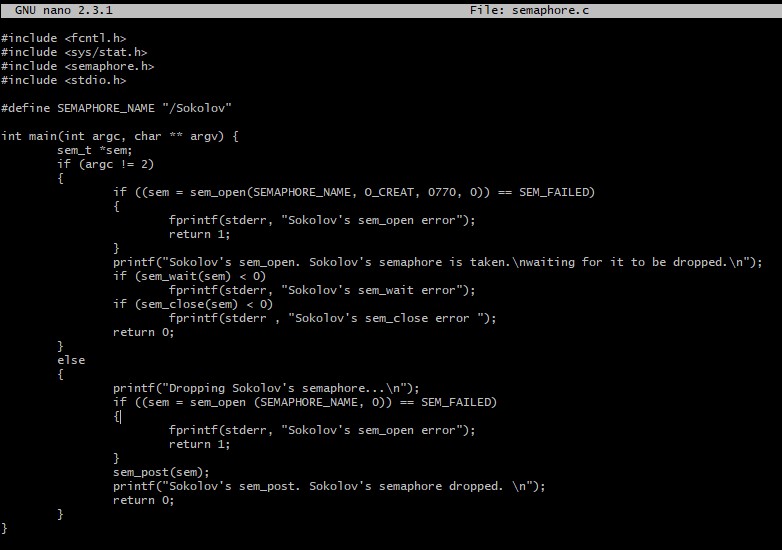 GNU nano 2.3.1 File: semaphore.c
#include <fcntl.h>
#include <sys/stat.h>
#include <semaphore.h>
#include <stdio.h>
#define SEMAPHORE_NAME "/Sokolov"
int main(int argc, char ** argv) {
sem_t *sem;
if (argc != 2)
{
if ((sem = sem_open(SEMAPHORE_NAME, O_CREAT, 0770, 0)) == SEM_FAILED)
{
fprintf(stderr, "Sokolov's sem_open error");
return 1;
}
printf("Sokolov's sem_open. Sokolov's semaphore is taken.\nwaiting for it to be dropped.\n");
if (sem_wait(sem) < 0)
fprintf(stderr, "Sokolov's sem_wait error");
if (sem_close(sem) < 0)
fprintf(stderr , "Sokolov's sem_close error ");
return 0;
}
else
{
printf("Dropping Sokolov's semaphore...\n");
if ((sem = sem_open (SEMAPHORE_NAME, 0)) == SEM_FAILED)
{
fprintf(stderr, "Sokolov's sem_open error");
return 1;
}
sem_post(sem);
printf("Sokolov's sem_post. Sokolov's semaphore dropped. \n");
return 0;
}
}